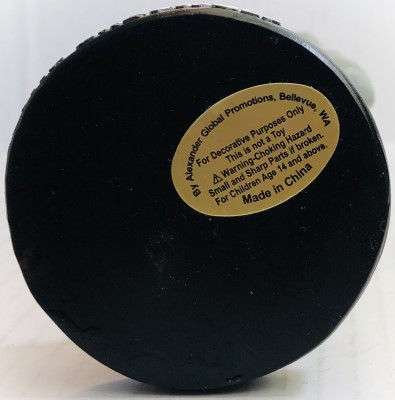 By Alexander Global Promotions, Bellevue, WA
For Decorative Purposes Only
This is not a Toy
⚠Warning-Choking Hazard
Small and Sharp Parts if broken.
For Children Age 14 and above.
Made in China